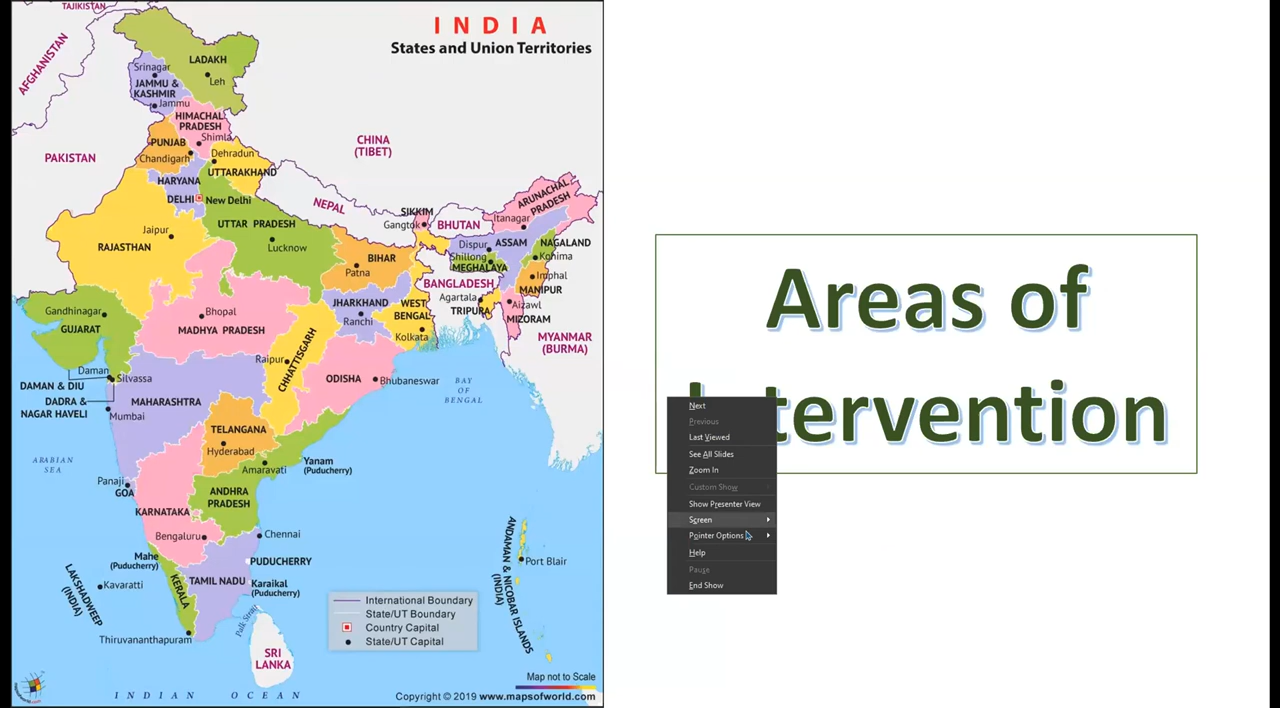 TAJIKISTAN
INDIA
States and Union Territories
AFGHANISTAN
LADAKH
Srinagar
Leh
JAMMU &
KASHMIR
Jammu
HIMACHAL
PRADESH
Shimla
CHINA
(TIBET)
PUNJAB
Chandigarh
Dehradun
UTTARAKHAND
PAKISTAN
HARYANA
DELHI
New Delhi
NEPAL
ARUNACHAL
PRADESH
SIKKIM
Gangtok
BHUTAN
Itanagar
UTTAR PRADESH
Lucknow
Jaipur
RAJASTHAN
BIHAR
Patna
Dispur
ASSAM
NAGALAND
Shillong
Kohima
MEGHALAYA
Imphal
MANIPUR
BANGLADESH
Agartala
TRIPURA
Aizawl
MIZORAM
Gandhinagar
GUJARAT
Bhopal
MADHYA PRADESH
JHARKHAND
Ranchi
WEST
BENGAL
Kolkata
MYANMAR
(BURMA)
Raipur
CHHATTISGARH
Daman
Silvassa
DAMAN & DIU
DADRA &
NAGAR HAVELI
ODISHA
Bhubaneswar
BAY
OF
BENGAL
MAHARASHTRA
Mumbai
TELANGANA
Hyderabad
ARABIAN
SEA
Amaravati
Yanam
(Puducherry)
Panaji
GOA
ANDHRA
PRADESH
KARNATAKA
Bengaluru
Chennai
Mahe
(Puducherry)
PUDUCHERRY
TAMIL NADU
Karaikal
(Puducherry)
KERALA
LAKSHADWEEP
(INDIA)
Kavaratti
ANDAMAN & NICOBAR ISLANDS
(INDIA)
Port Blair
Thiruvananthapuram
Palk Strait
SRI
LANKA
International Boundary
State/UT Boundary
Country Capital
State/UT Capital
INDIAN OCEAN
Map not to Scale
Copyright © 2019 www.mapsofworld.com
Areas of
tervention
Next
Previous
Last Viewed
See All Slides
Zoom In
Custom Show
Show Presenter View
Screen
Pointer Options
Help
Pause
End Show